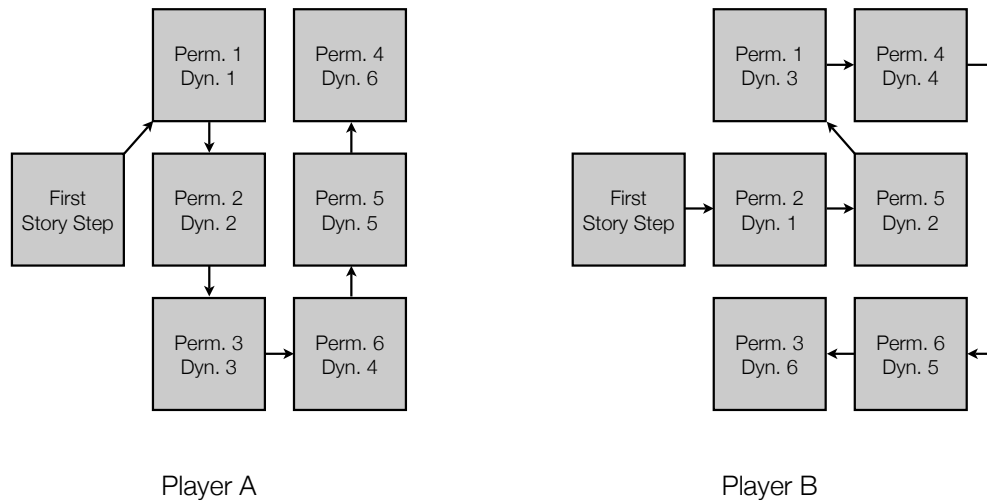 Perm. 1
Dyn. 1
Perm. 4
Dyn. 6
First
Story Step
Perm. 2
Dyn. 2
Perm. 5
Dyn. 5
Perm. 3
Dyn. 3
Perm. 6
Dyn. 4
Player A
Perm. 1
Dyn. 3
Perm. 4
Dyn. 4
First
Story Step
Perm. 2
Dyn. 1
Perm. 5
Dyn. 2
Perm. 3
Dyn. 6
Perm. 6
Dyn. 5
Player B